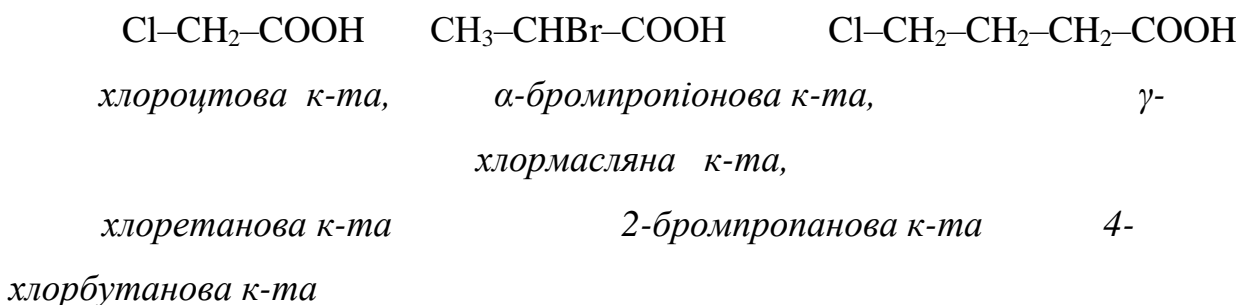 Cl–CH₂–COOH CH₃–CHBr–COOH Cl–CH₂–CH₂–CH₂–COOH
хлороцтова к-та, α-бромпропіонова к-та, γ-
хлормасляна к-та,
хлоретанова к-та 2-бромпропанова к-та 4-
хлорбутанова к-та